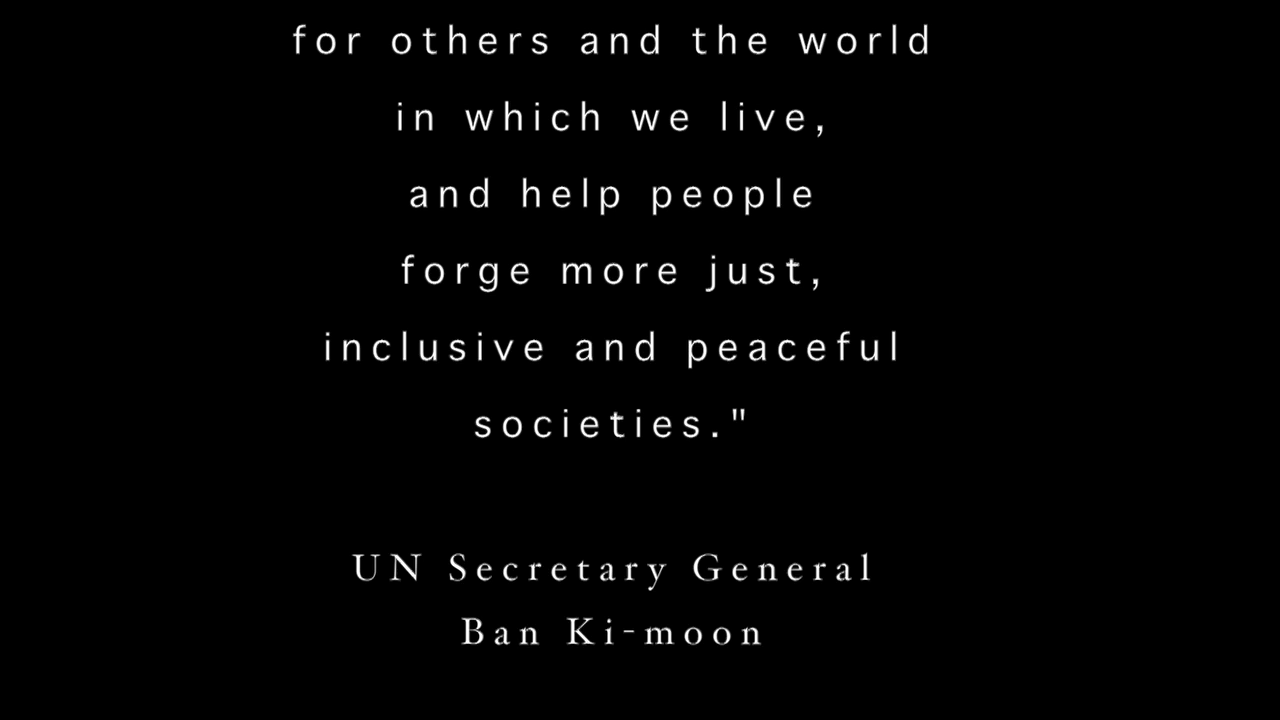 for others and the world
in which we live,
and help people
forge more just,
inclusive and peaceful
societies."
UN Secretary General
Ban Ki-moon